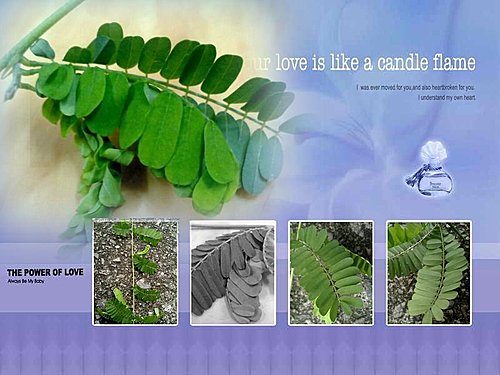 ur love is like a candle flame
I was ever moved for you,and also heartbroken for you.
I understand my own heart.
THE POWER OF LOVE
Always Be My Baby